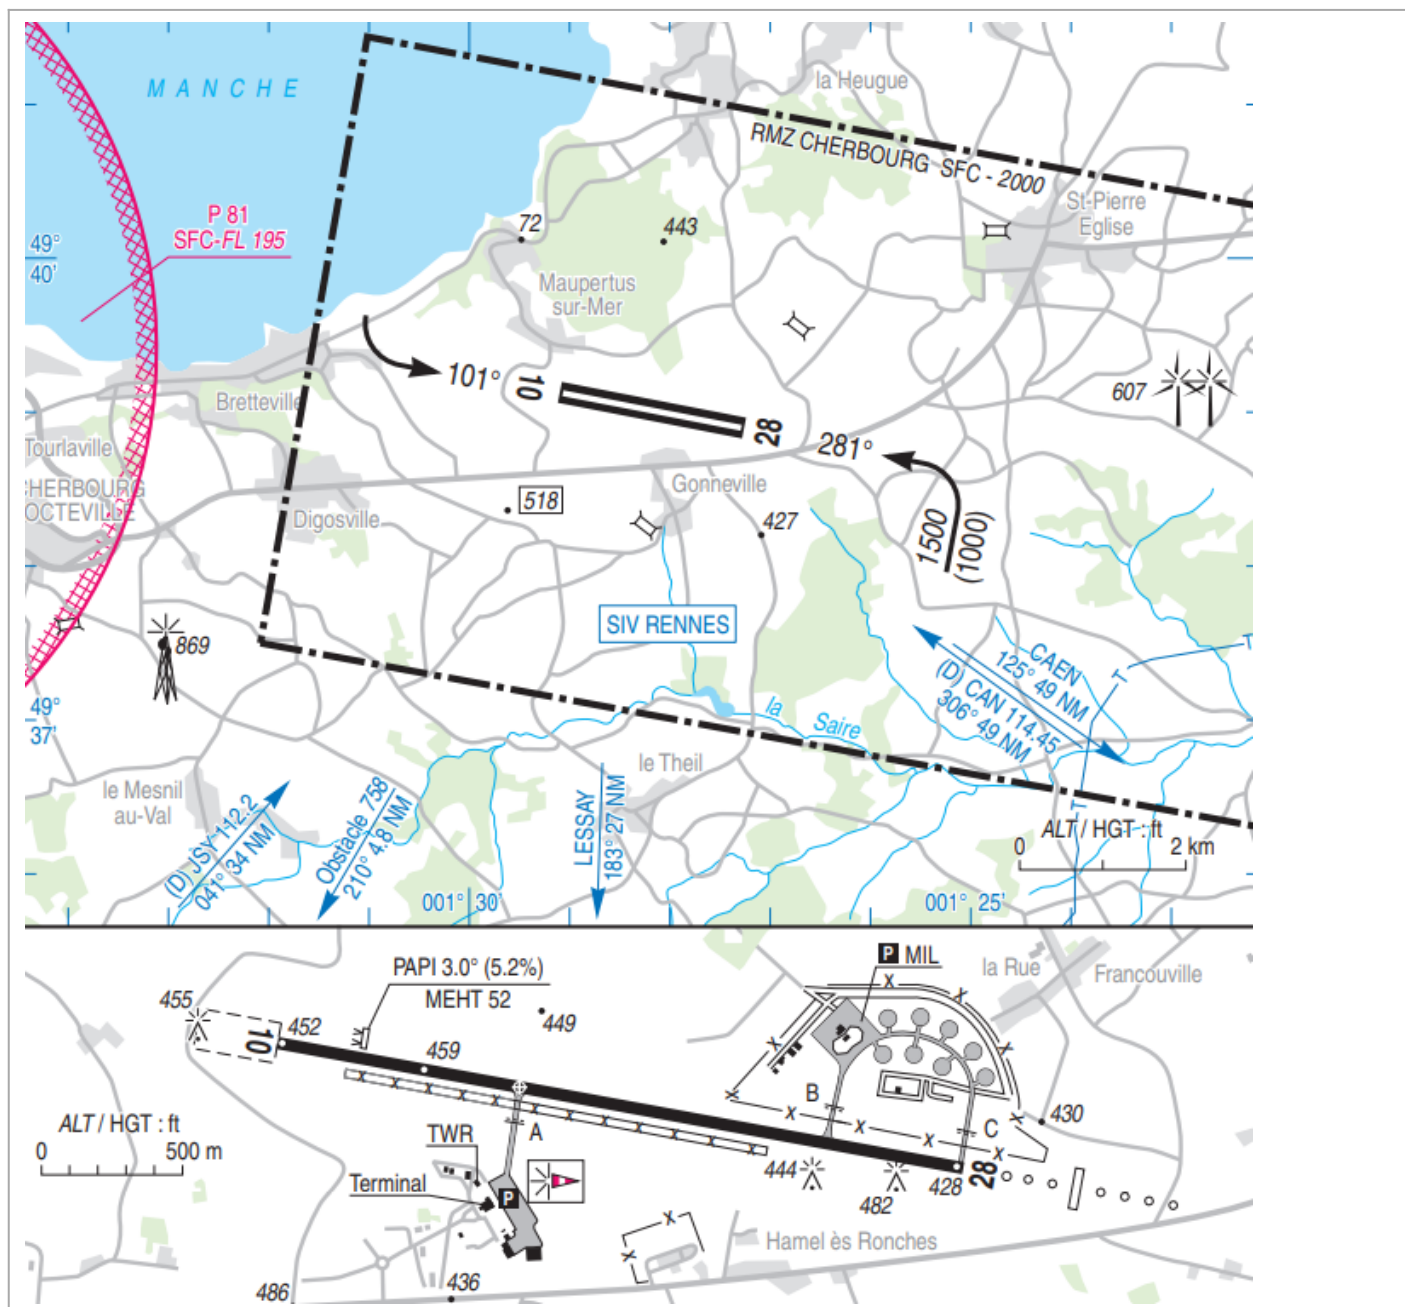 MANCHE
la Heugue
RMZ CHERBOURG SFC - 2000
P 81
SFC-FL 195
49°
40'
72
443
St-Pierre
Eglise
Maupertus
sur-Mer
101°
10
28
281°
607
Bretteville
Tourlaville
CHERBOURG
OCTEVILLE
Digosville
518
Gonneville
427
1500
(1000)
SIV RENNES
869
49°
37'
CAEN
125° 49 NM
(D) CAN 114.45
306° 49 NM
T
T
T
la Saire
le Theil
le Mesnil
au-Val
(D) JSY 112.2
041° 34 NM
Obstacle 758
210° 4.8 NM
LESSAY
183° 27 NM
ALT / HGT : ft
0 2 km
001° 30'
001° 25'
PAPI 3.0° (5.2%)
MEHT 52
P MIL
la Rue
Francouville
455
452
10
459
449
B
C
430
A
ALT / HGT : ft
0 500 m
TWR
Terminal
P
444
482
428
28
Hamel ès Ronches
486
436